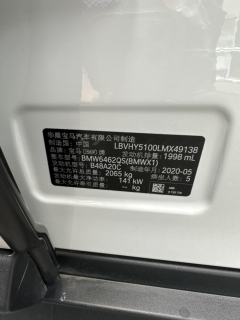 华晨宝马汽车有限公司制造
制造国：中国 LBVHY5100LMX49138
品牌：宝马(BMW)牌 发动机排量：1998 mL
整车型号：BMW6462QS(BMWX1)
发动机型号：B48A20C 制造年月：2020-05
最大允许总质量：2065 kg 乘坐人数：5
发动机最大净功率：141 kW